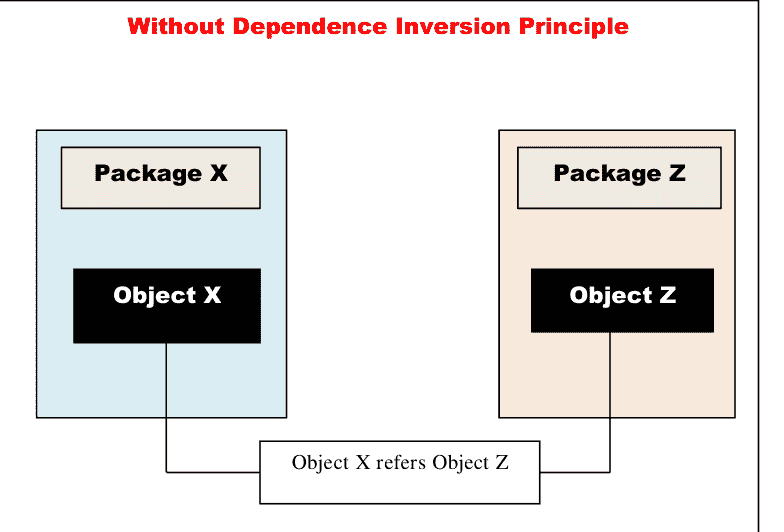 Without Dependence Inversion Principle
Package X
Package Z
Object X
Object Z
Object X refers Object Z